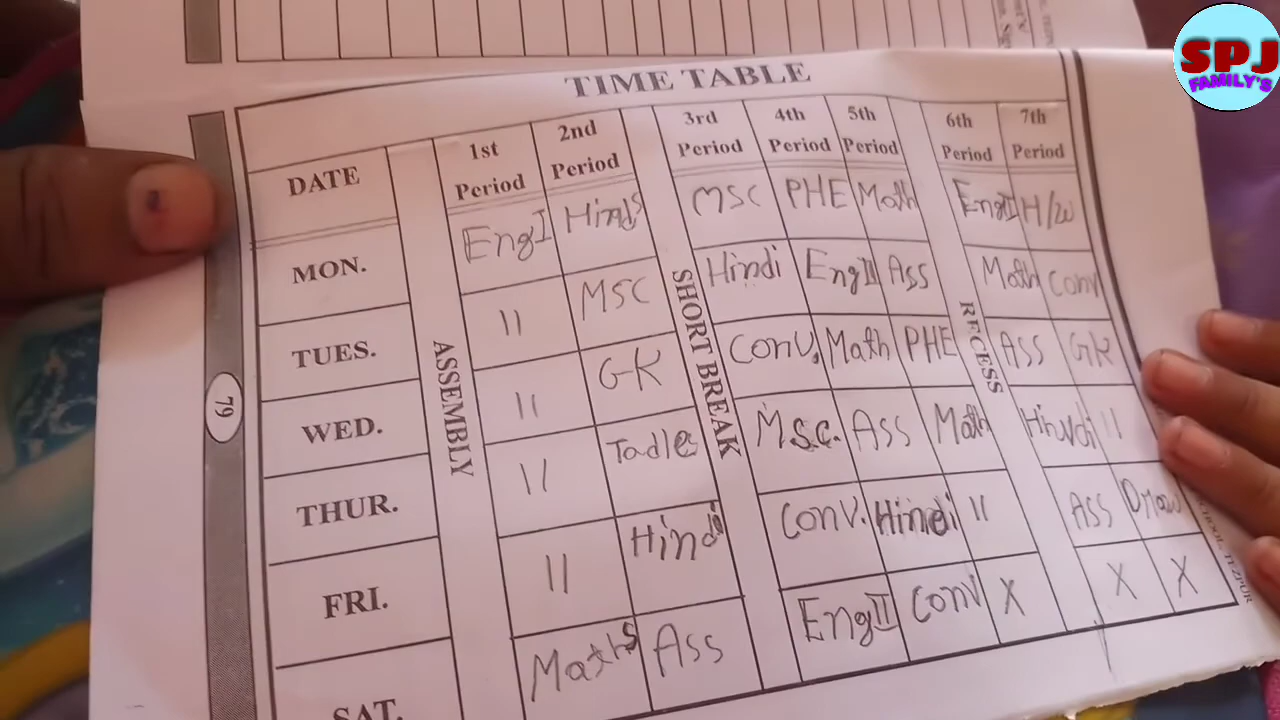 SPJ
FAMILY'S
TIME TABLE
DATE 1st Period 2nd Period 3rd Period 4th Period 5th Period 6th Period 7th Period
ASSEMBLY
SHORT BREAK
RECESS
MON. Eng I Hindi MSC PHE Math Eng II H/W
TUES. 11 MSC Hindi Eng II Ass Math Conv
WED. 11 GK Conv. Math PHE Ass GK
THUR. 11 Tadles M.S.C. Ass Math Hindi 11
FRI. 11 Hindi Conv. Hindi 11 Ass Draw
SAT. Maths Ass Eng II Conv X X X
79
SCHOOL, TEZPUR